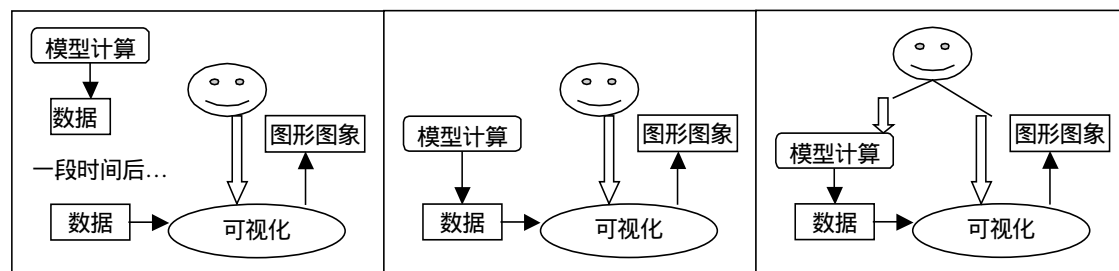 模型计算
数据
图形图象
一段时间后…
数据
可视化
模型计算
图形图象
数据
可视化
模型计算
图形图象
数据
可视化